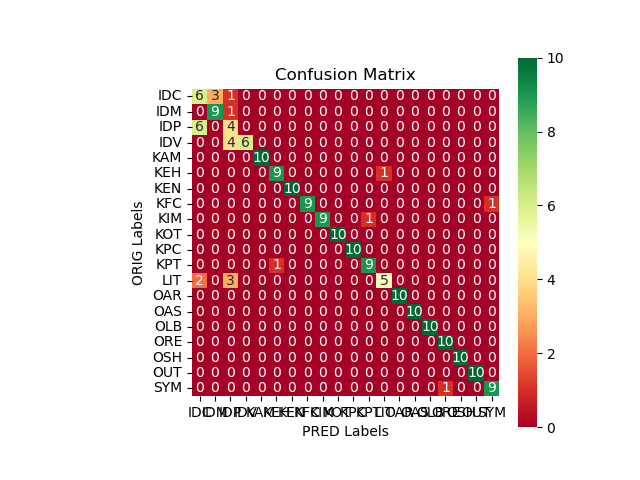 Confusion Matrix
IDC 6 3 1 0 0 0 0 0 0 0 0 0 0 0 0 0 0 0 0 0
IDM 0 9 1 0 0 0 0 0 0 0 0 0 0 0 0 0 0 0 0 0
IDP 6 0 4 0 0 0 0 0 0 0 0 0 0 0 0 0 0 0 0 0
IDV 0 0 4 6 0 0 0 0 0 0 0 0 0 0 0 0 0 0 0 0
KAM 0 0 0 0 10 0 0 0 0 0 0 0 0 0 0 0 0 0 0 0
KEH 0 0 0 0 0 9 0 0 0 0 0 0 1 0 0 0 0 0 0 0
KEN 0 0 0 0 0 0 10 0 0 0 0 0 0 0 0 0 0 0 0 0
KFC 0 0 0 0 0 0 0 9 0 0 0 0 0 0 0 0 0 0 0 1
KIM 0 0 0 0 0 0 0 0 9 0 0 1 0 0 0 0 0 0 0 0
KOT 0 0 0 0 0 0 0 0 0 10 0 0 0 0 0 0 0 0 0 0
KPC 0 0 0 0 0 0 0 0 0 0 10 0 0 0 0 0 0 0 0 0
KPT 0 0 0 0 0 1 0 0 0 0 0 9 0 0 0 0 0 0 0 0
LIT 2 0 3 0 0 0 0 0 0 0 0 0 5 0 0 0 0 0 0 0
OAR 0 0 0 0 0 0 0 0 0 0 0 0 0 10 0 0 0 0 0 0
OAS 0 0 0 0 0 0 0 0 0 0 0 0 0 0 10 0 0 0 0 0
OLB 0 0 0 0 0 0 0 0 0 0 0 0 0 0 0 10 0 0 0 0
ORE 0 0 0 0 0 0 0 0 0 0 0 0 0 0 0 0 10 0 0 0
OSH 0 0 0 0 0 0 0 0 0 0 0 0 0 0 0 0 0 10 0 0
OUT 0 0 0 0 0 0 0 0 0 0 0 0 0 0 0 0 0 0 10 0
SYM 0 0 0 0 0 0 0 0 0 0 0 0 0 0 0 0 1 0 0 9
IDC IDM IDP IDV KAM KEH KEN KFC KIM KOT KPC KPT LIT OAR OAS OLB ORE OSH OUT SYM
PRED Labels
ORIG Labels
10
8
6
4
2
0